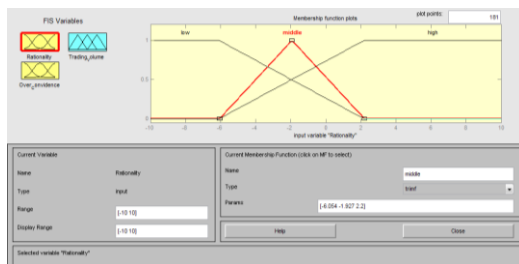 FIS Variables
Membership function plots
plot points:
181
Rationality
Trading_volume
Over_confidence
low
middle
high
1
0.5
0
-10
-8
-6
-4
-2
0
2
4
6
8
10
input variable "Rationality"
Current Variable
Name
Rationality
Type
input
Range
[-10 10]
Display Range
[-10 10]
Current Membership Function (click on MF to select)
Name
middle
Type
trimf
Params
[-6.054 -1.927 2.2]
Help
Close
Selected variable "Rationality"